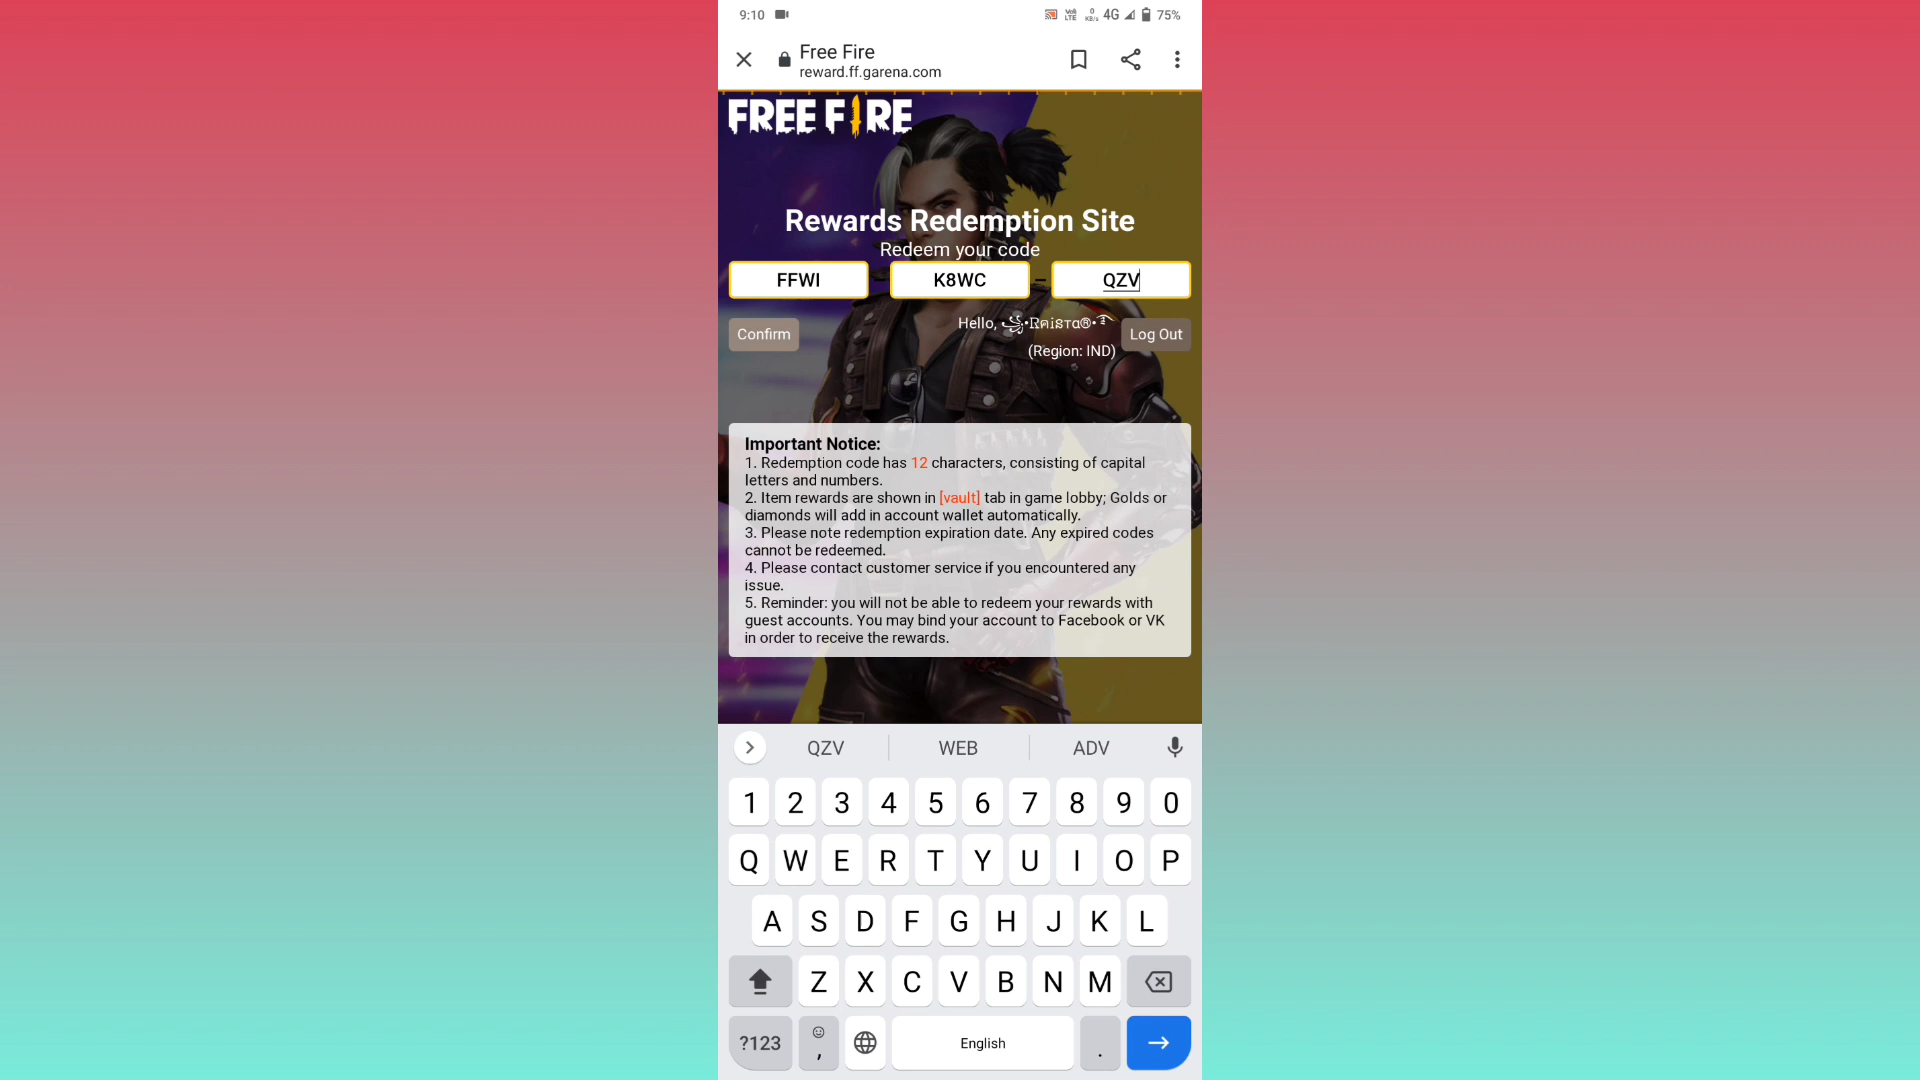 9:10
VoB LTE 0 KB/s 4G 75%
Free Fire
reward.ff.garena.com
FREE FIRE
Rewards Redemption Site
Redeem your code
FFWI – K8WC – QZV
Confirm
Hello,
(Region: IND)
Log Out
Important Notice:
1. Redemption code has 12 characters, consisting of capital
letters and numbers.
2. Item rewards are shown in [vault] tab in game lobby; Golds or
diamonds will add in account wallet automatically.
3. Please note redemption expiration date. Any expired codes
cannot be redeemed.
4. Please contact customer service if you encountered any
issue.
5. Reminder: you will not be able to redeem your rewards with
guest accounts. You may bind your account to Facebook or VK
in order to receive the rewards.
QZV WEB ADV
1 2 3 4 5 6 7 8 9 0
Q W E R T Y U I O P
A S D F G H J K L
Z X C V B N M
?123 , English .